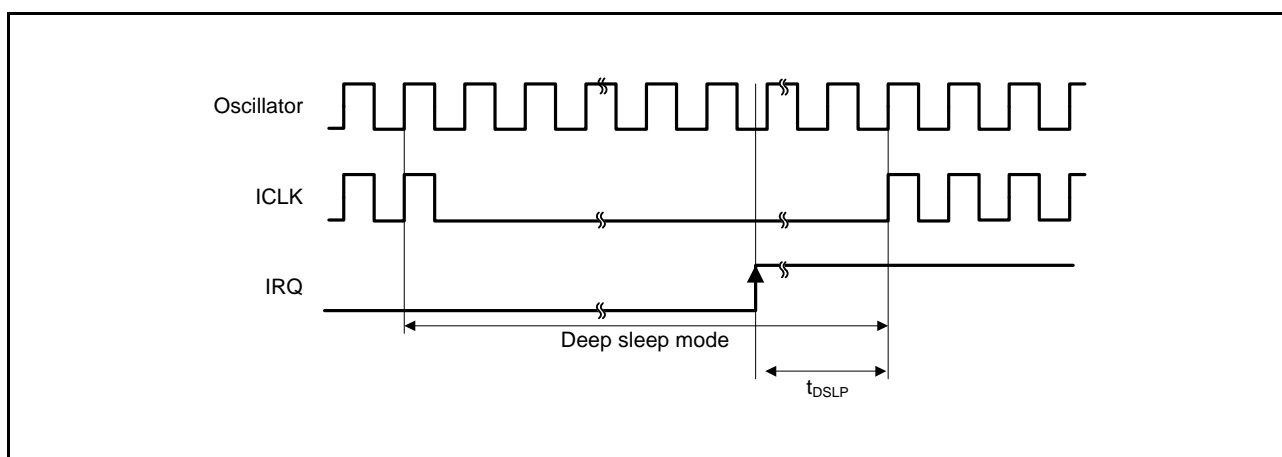 Oscillator
ICLK
IRQ
Deep sleep mode
tDSLP